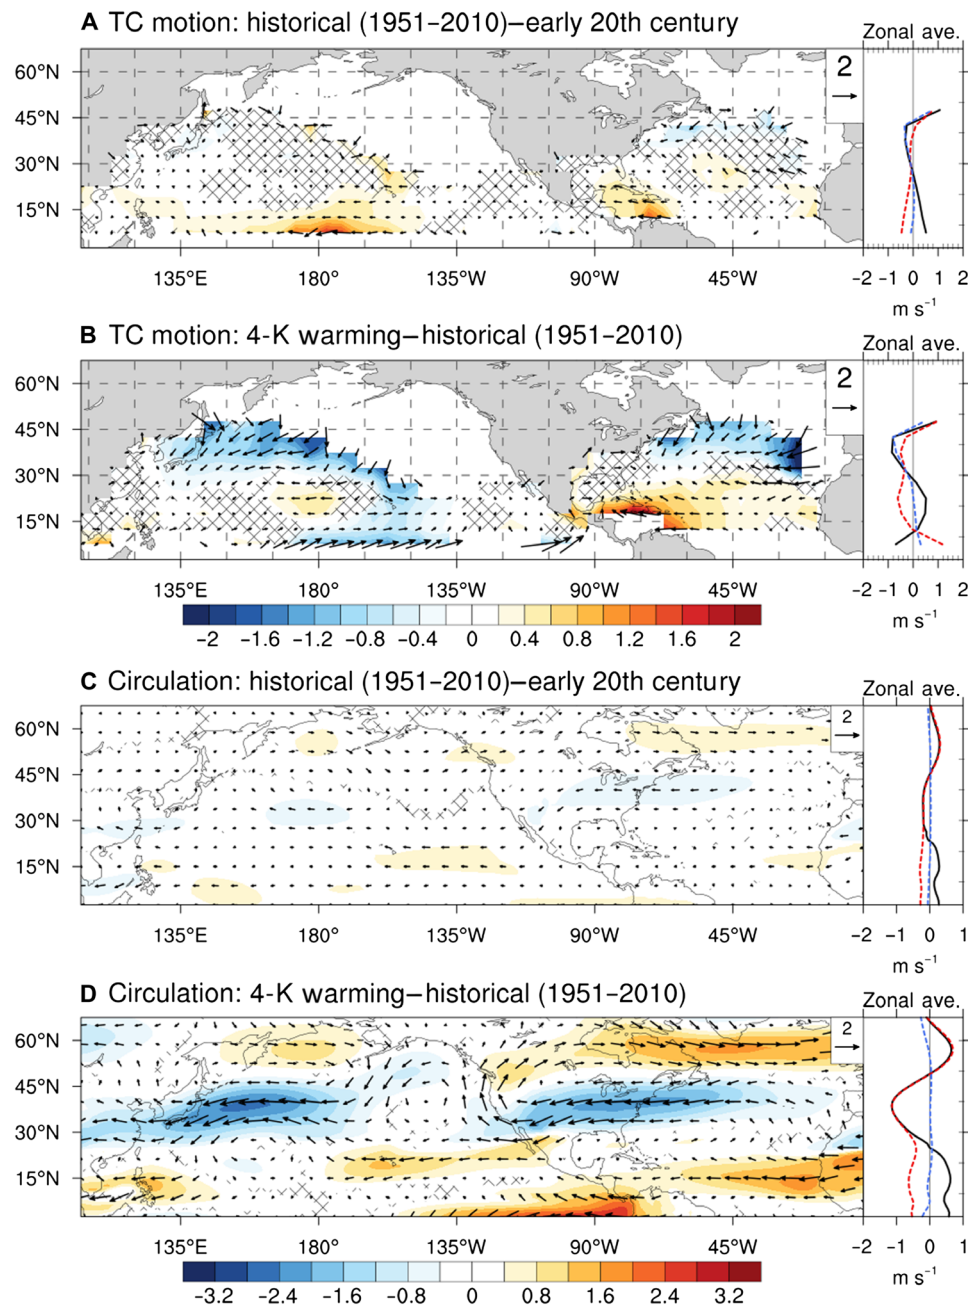 A TC motion: historical (1951–2010)–early 20th century
Zonal ave.
60°N
45°N
30°N
15°N
2
135°E 180° 135°W 90°W 45°W
−2 −1 0 1 2
m s⁻¹
B TC motion: 4-K warming–historical (1951–2010)
Zonal ave.
60°N
45°N
30°N
15°N
2
135°E 180° 135°W 90°W 45°W
−2 −1 0 1 2
m s⁻¹
−2 −1.6 −1.2 −0.8 −0.4 0 0.4 0.8 1.2 1.6 2
C Circulation: historical (1951–2010)–early 20th century
Zonal ave.
60°N
45°N
30°N
15°N
2
135°E 180° 135°W 90°W 45°W
−2 −1 0 1
m s⁻¹
D Circulation: 4-K warming–historical (1951–2010)
Zonal ave.
60°N
45°N
30°N
15°N
2
135°E 180° 135°W 90°W 45°W
−2 −1 0 1
m s⁻¹
−3.2 −2.4 −1.6 −0.8 0 0.8 1.6 2.4 3.2